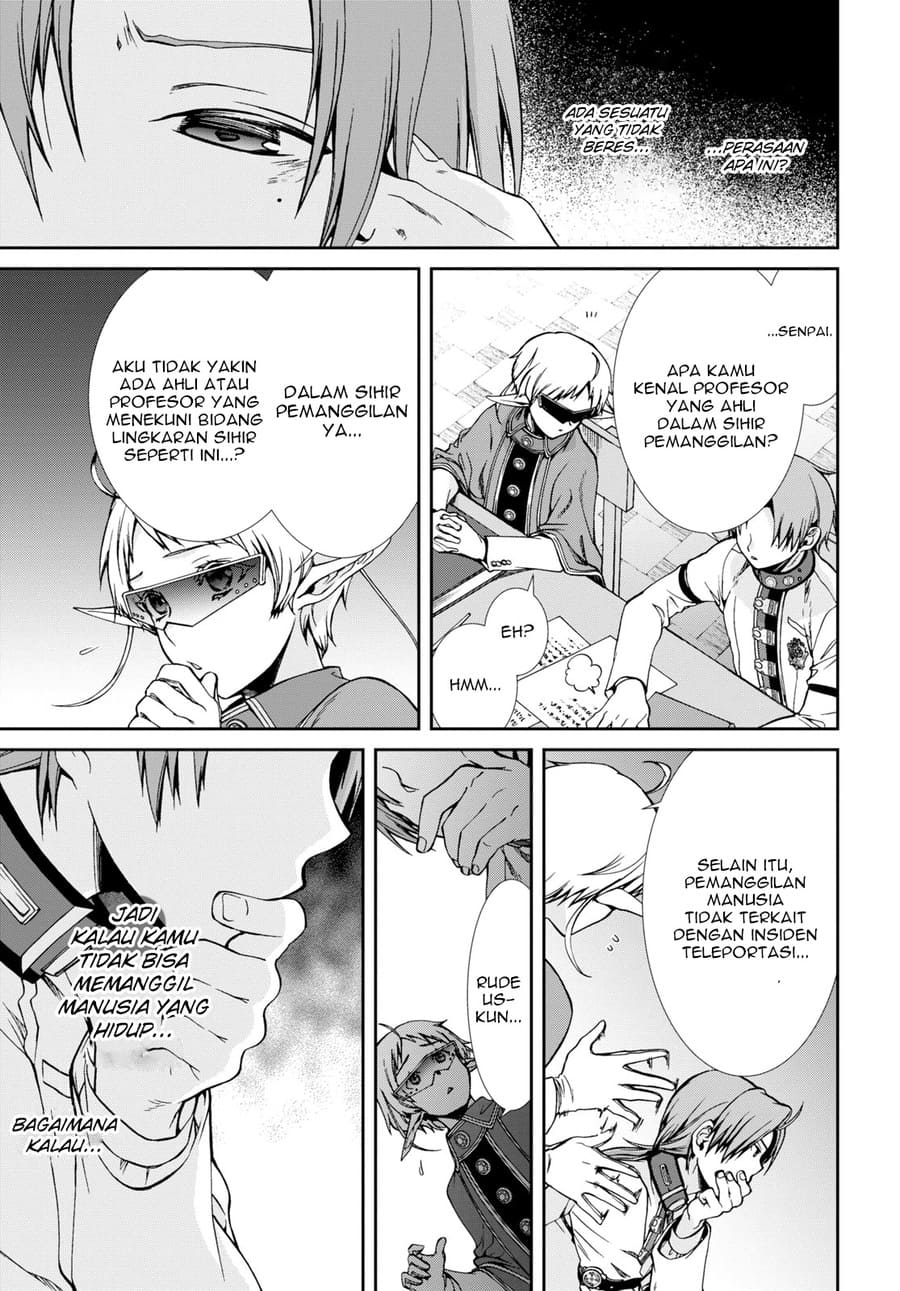 ...PERASAAN
APA INI?
ADA SESUATU
YANG TIDAK
BERES...
...SENPAI.
APA KAMU
KENAL PROFESOR
YANG AHLI
DALAM SIHIR
PEMANGGILAN?
EH?
HMM...
DALAM SIHIR
PEMANGGILAN
YA...
AKU TIDAK YAKIN
ADA AHLI ATAU
PROFESOR YANG
MENEKUNI BIDANG
LINGKARAN SIHIR
SEPERTI INI...?
SELAIN ITU,
PEMANGGILAN
MANUSIA
TIDAK TERKAIT
DENGAN INSIDEN
TELEPORTASI...
RUDE
US-
KUN...
JADI
KALAU KAMU
TIDAK BISA
MEMANGGIL
MANUSIA YANG
HIDUP...
BAGAIMANA
KALAU...